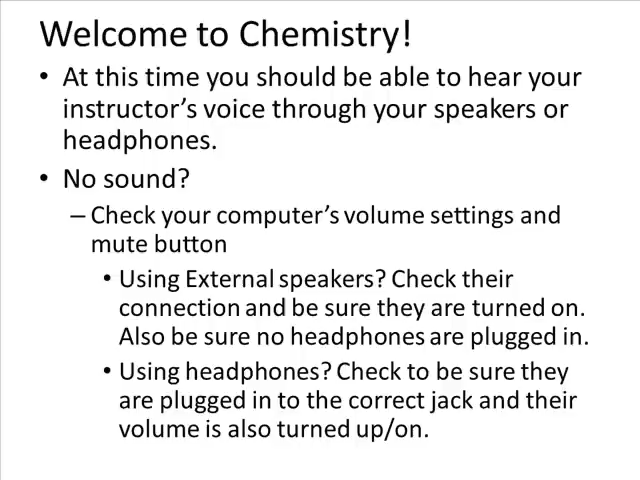 Welcome to Chemistry!
• At this time you should be able to hear your
instructor's voice through your speakers or
headphones.
• No sound?
– Check your computer's volume settings and
mute button
• Using External speakers? Check their
connection and be sure they are turned on.
Also be sure no headphones are plugged in.
• Using headphones? Check to be sure they
are plugged in to the correct jack and their
volume is also turned up/on.